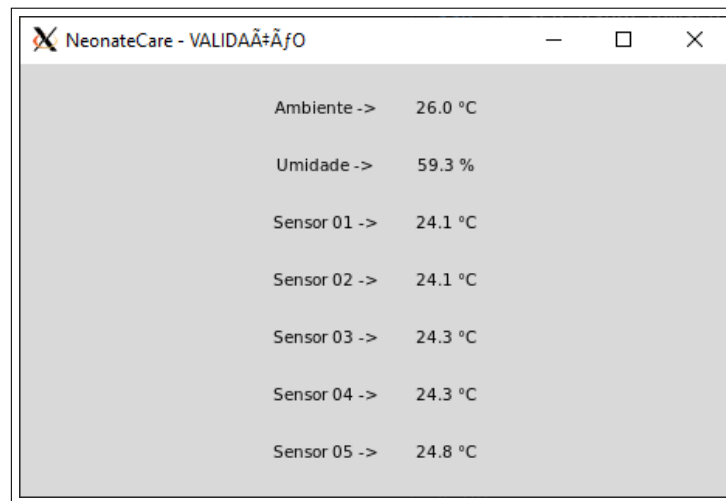 NeonateCare - VALIDAÃ‡ÃƒO
Ambiente -> 26.0 °C
Umidade -> 59.3 %
Sensor 01 -> 24.1 °C
Sensor 02 -> 24.1 °C
Sensor 03 -> 24.3 °C
Sensor 04 -> 24.3 °C
Sensor 05 -> 24.8 °C